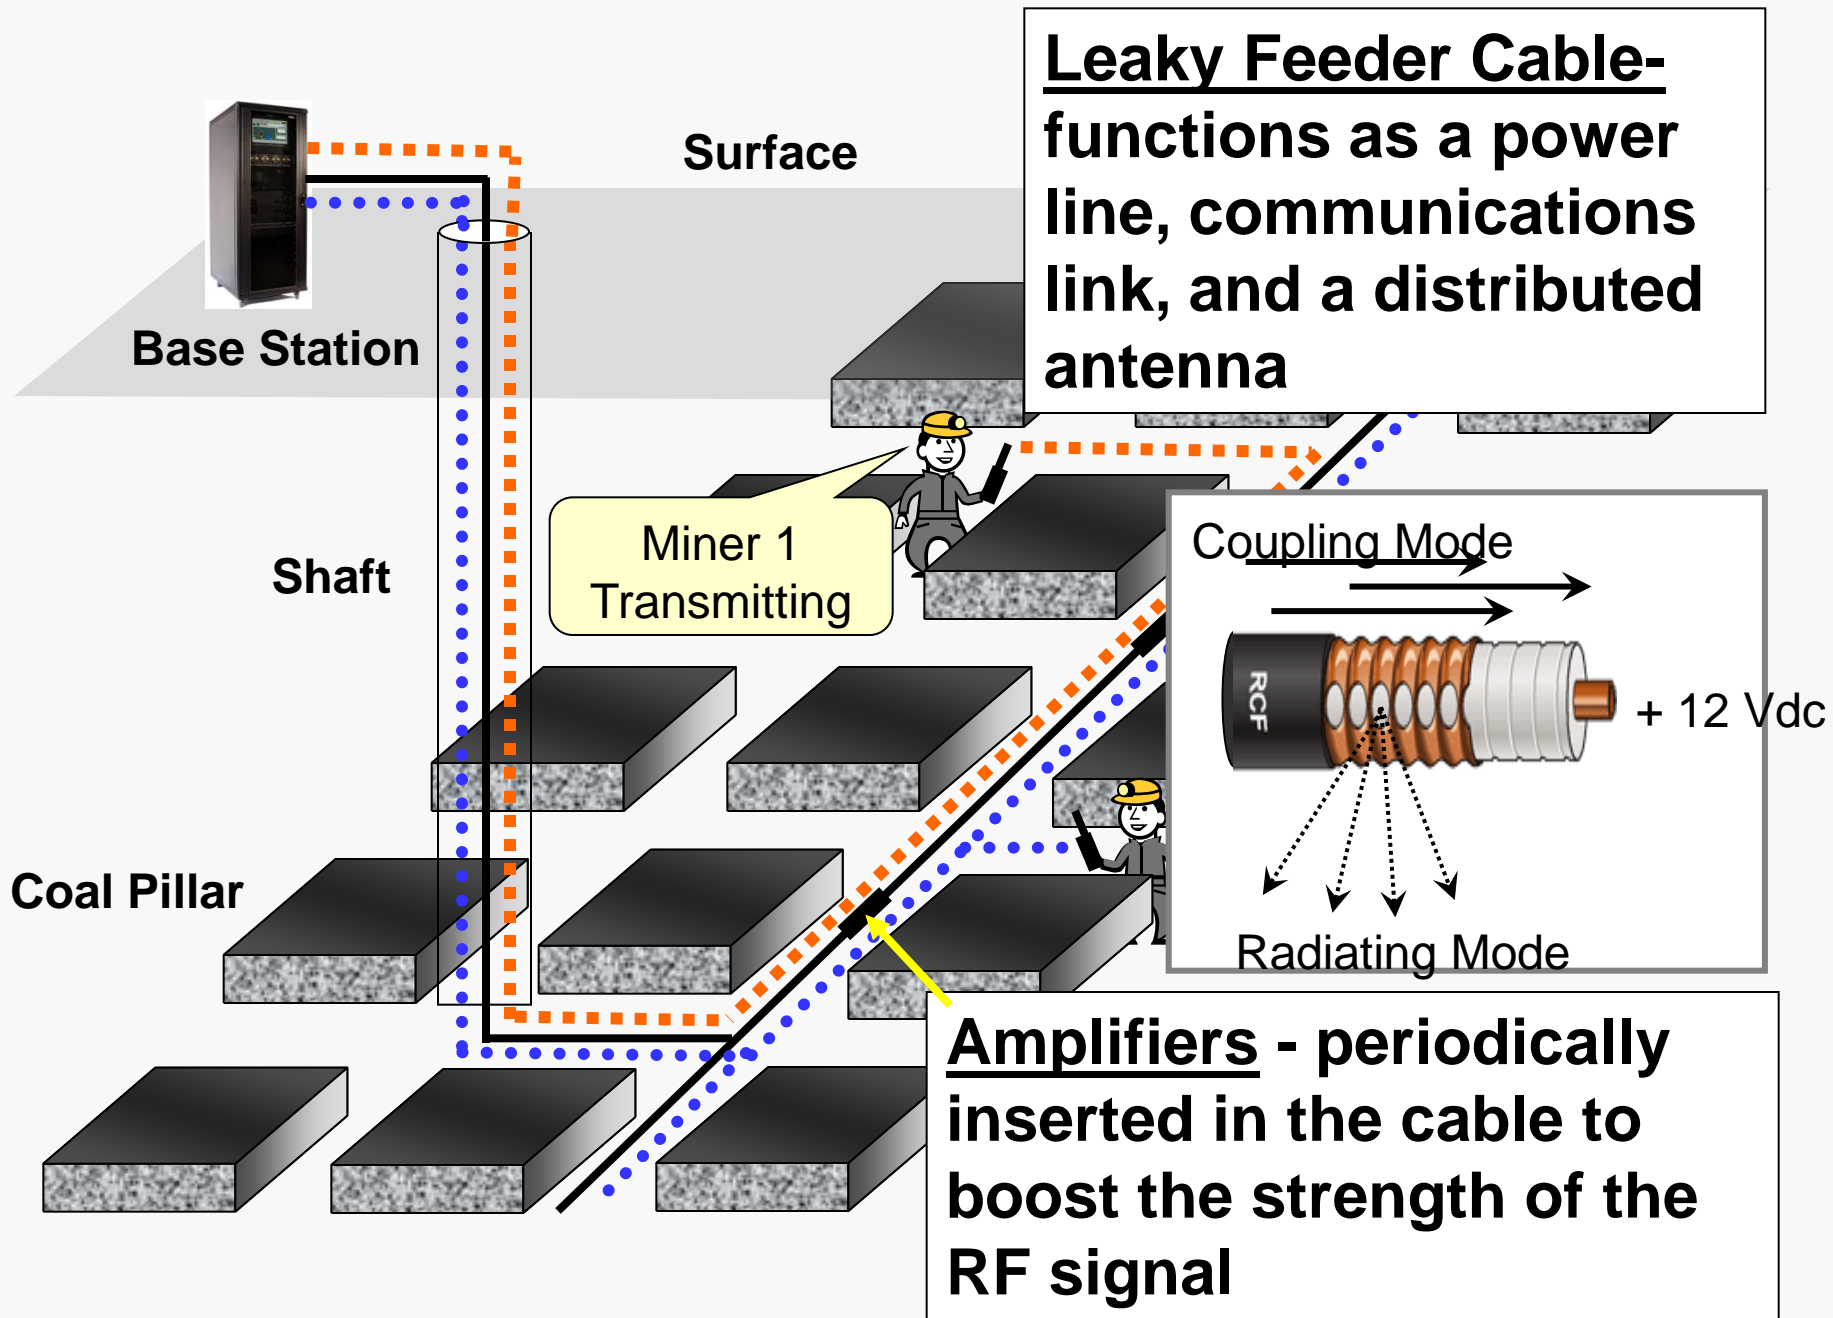 Leaky Feeder Cable-
functions as a power
line, communications
link, and a distributed
antenna
Surface
Base Station
Miner 1
Transmitting
Shaft
Coupling Mode
RCF
+ 12 Vdc
Radiating Mode
Coal Pillar
Amplifiers - periodically
inserted in the cable to
boost the strength of the
RF signal